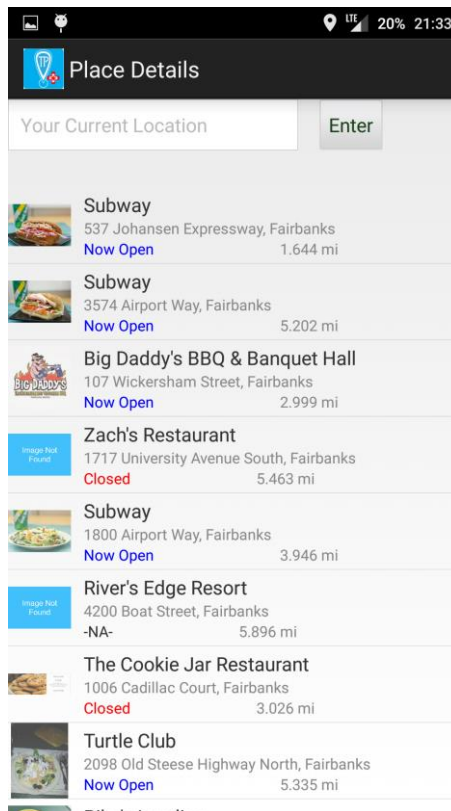 LTE 20% 21:33
TP Place Details
Your Current Location Enter
Subway
537 Johansen Expressway, Fairbanks
Now Open 1.644 mi
Subway
3574 Airport Way, Fairbanks
Now Open 5.202 mi
BIG DADDY'S
Big Daddy's BBQ & Banquet Hall
107 Wickersham Street, Fairbanks
Now Open 2.999 mi
Image Not
Found
Zach's Restaurant
1717 University Avenue South, Fairbanks
Closed 5.463 mi
Subway
1800 Airport Way, Fairbanks
Now Open 3.946 mi
Image Not
Found
River's Edge Resort
4200 Boat Street, Fairbanks
-NA- 5.896 mi
The Cookie Jar Restaurant
1006 Cadillac Court, Fairbanks
Closed 3.026 mi
Turtle Club
2098 Old Steese Highway North, Fairbanks
Now Open 5.335 mi